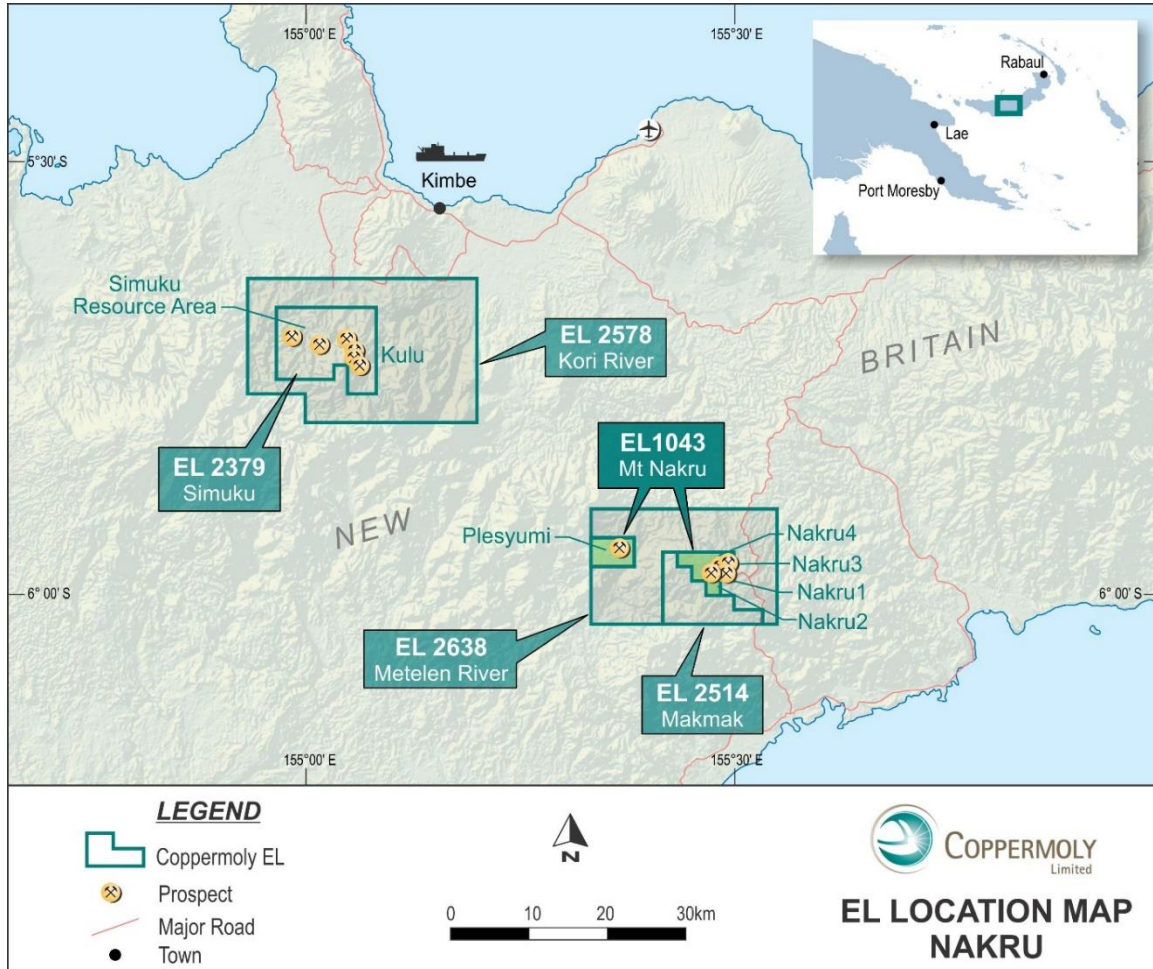 155°00' E
155°30' E
Rabaul
Lae
Port Moresby
5°30' S
Kimbe
Simuku
Resource Area
Kulu
EL 2578
Kori River
BRITAIN
EL 2379
Simuku
NEW
EL1043
Mt Nakru
Plesyumi
Nakru4
Nakru3
Nakru1
Nakru2
6° 00' S
6° 00' S
EL 2638
Metelen River
EL 2514
Makmak
155°00' E
155°30' E
LEGEND
Coppermoly EL
Prospect
Major Road
Town
N
0 10 20 30km
COPPERMOLY
Limited
EL LOCATION MAP
NAKRU